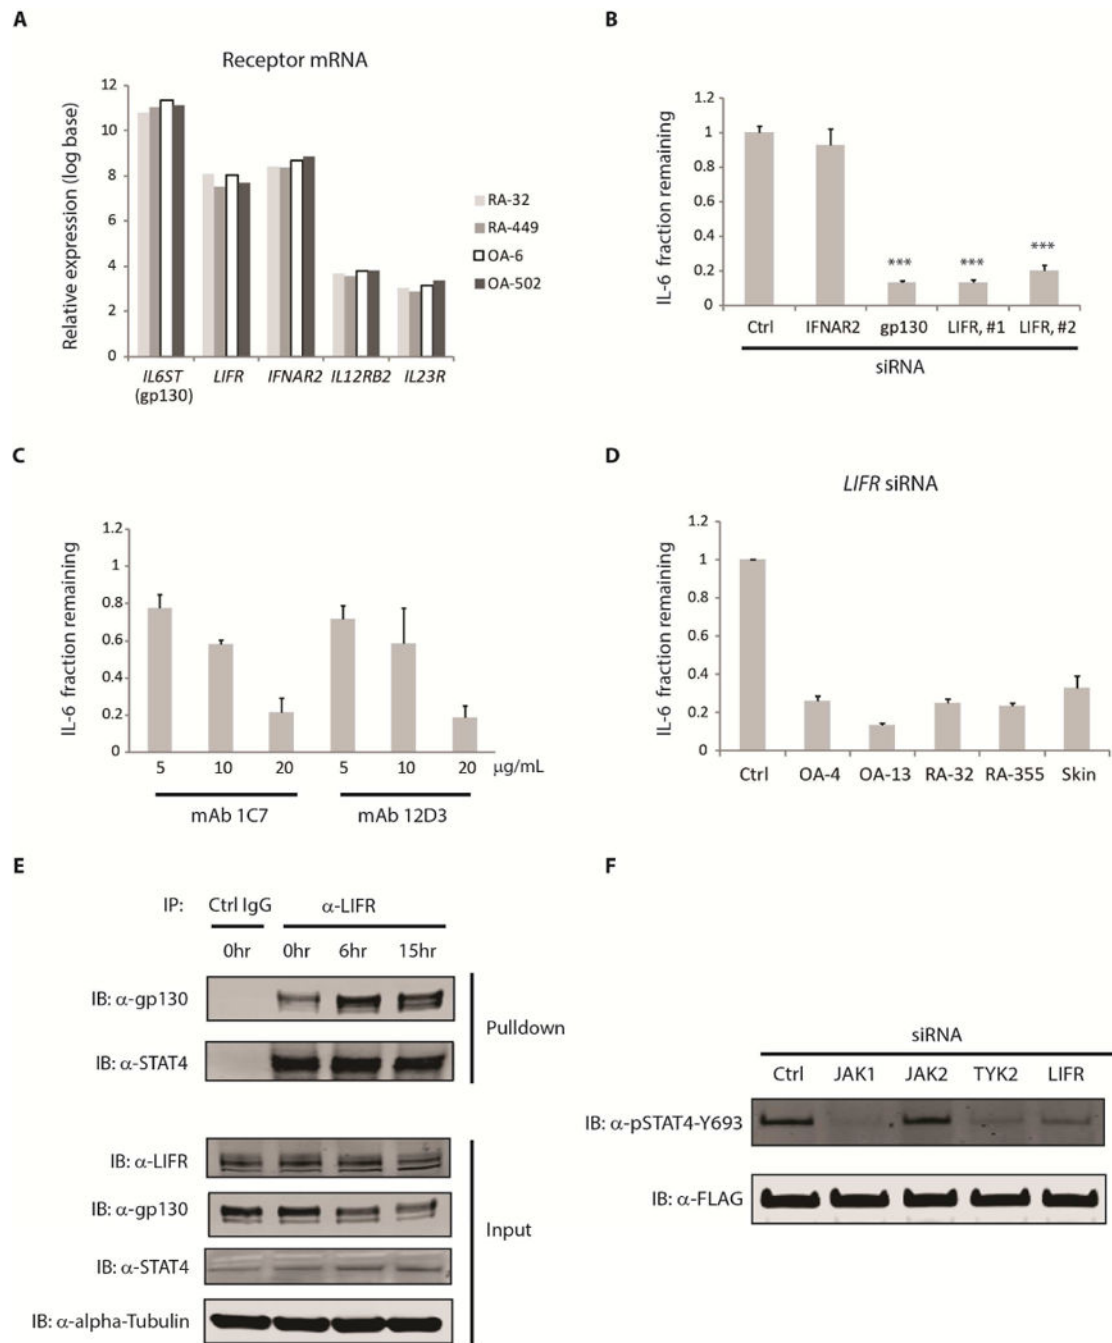 A
Receptor mRNA
Relative expression (log base)
12
10
8
6
4
2
0
IL6ST
(gp130)
LIFR
IFNAR2
IL12RB2
IL23R
RA-32
RA-449
OA-6
OA-502
B
IL-6 fraction remaining
1.2
1
0.8
0.6
0.4
0.2
0
*** *** ***
Ctrl IFNAR2 gp130 LIFR, #1 LIFR, #2
siRNA
C
IL-6 fraction remaining
1.2
1
0.8
0.6
0.4
0.2
0
5 10 20 5 10 20 μg/mL
mAb 1C7 mAb 12D3
D
LIFR siRNA
IL-6 fraction remaining
1.2
1
0.8
0.6
0.4
0.2
0
Ctrl OA-4 OA-13 RA-32 RA-355 Skin
E
IP: Ctrl IgG α-LIFR
0hr 0hr 6hr 15hr
IB: α-gp130
IB: α-STAT4
Pulldown
IB: α-LIFR
IB: α-gp130
IB: α-STAT4
IB: α-alpha-Tubulin
Input
F
siRNA
Ctrl JAK1 JAK2 TYK2 LIFR
IB: α-pSTAT4-Y693
IB: α-FLAG